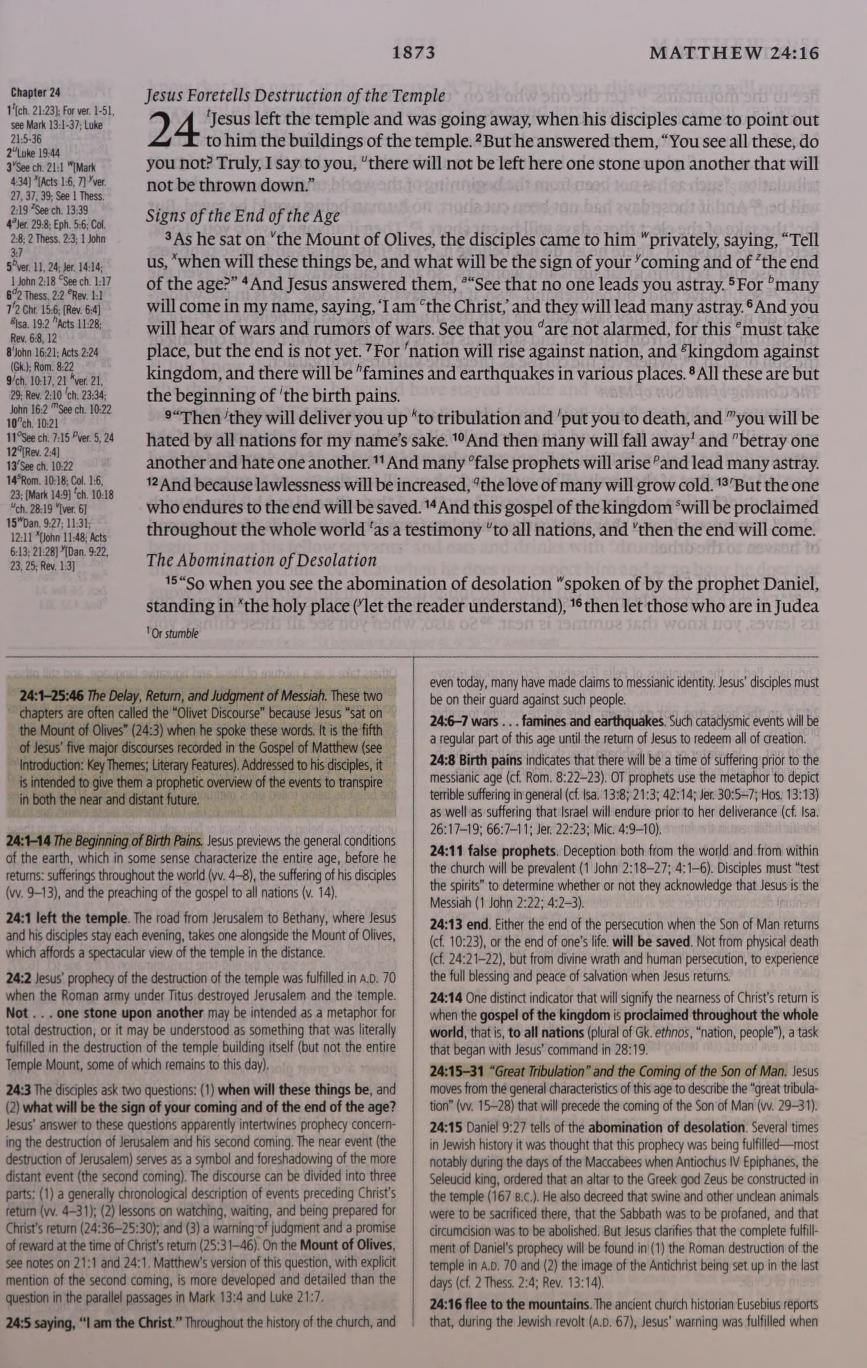 1873
MATTHEW 24:16
Chapter 24
1ᵗ[ch. 21:23]; For ver. 1-51,
see Mark 13:1-37; Luke
21:5-36
2ᵘLuke 19:44
3ᵛSee ch. 21:1 ʷ[Mark
4:34] ˣ[Acts 1:6, 7] ʸver.
27, 37, 39; See 1 Thess.
2:19 ᶻSee ch. 13:39
4ᵃJer. 29:8; Eph. 5:6; Col.
2:8; 2 Thess. 2:3; 1 John
3:7
5ᵇver. 11, 24; Jer. 14:14;
1 John 2:18 ᶜSee ch. 1:17
6ᵈ2 Thess. 2:2 ᵉRev. 1:1
7ᶠ2 Chr. 15:6; [Rev. 6:4]
ᵍIsa. 19:2 ʰActs 11:28;
Rev. 6:8, 12
8ⁱJohn 16:21; Acts 2:24
(Gk.); Rom. 8:22
9ʲch. 10:17, 21 ᵏver. 21,
29; Rev. 2:10 ˡch. 23:34;
John 16:2 ᵐSee ch. 10:22
10ⁿch. 10:21
11ᵒSee ch. 7:15 ᵖver. 5, 24
12ᑫ[Rev. 2:4]
13ʳSee ch. 10:22
14ˢRom. 10:18; Col. 1:6,
23; [Mark 14:9] ᵗch. 10:18
ᵘch. 28:19 ᵛ[ver. 6]
15ʷDan. 9:27; 11:31;
12:11 ˣ[John 11:48; Acts
6:13; 21:28] ʸ[Dan. 9:22,
23, 25; Rev. 1:3]
Jesus Foretells Destruction of the Temple
24 ᵗJesus left the temple and was going away, when his disciples came to point out
to him the buildings of the temple. ²But he answered them, “You see all these, do
you not? Truly, I say to you, ᵘthere will not be left here one stone upon another that will
not be thrown down.”
Signs of the End of the Age
³As he sat on ᵛthe Mount of Olives, the disciples came to him ʷprivately, saying, “Tell
us, ˣwhen will these things be, and what will be the sign of your ʸcoming and of ᶻthe end
of the age?” ⁴And Jesus answered them, ᵃ“See that no one leads you astray. ⁵For ᵇmany
will come in my name, saying, ‘I am ᶜthe Christ,’ and they will lead many astray. ⁶And you
will hear of wars and rumors of wars. See that you ᵈare not alarmed, for this ᵉmust take
place, but the end is not yet. ⁷For ᶠnation will rise against nation, and ᵍkingdom against
kingdom, and there will be ʰfamines and earthquakes in various places. ⁸All these are but
the beginning of ⁱthe birth pains.
⁹“Then ʲthey will deliver you up ᵏto tribulation and ˡput you to death, and ᵐyou will be
hated by all nations for my name’s sake. ¹⁰And then many will fall away¹ and ⁿbetray one
another and hate one another. ¹¹And many ᵒfalse prophets will arise ᵖand lead many astray.
¹²And because lawlessness will be increased, ᑫthe love of many will grow cold. ¹³ʳBut the one
who endures to the end will be saved. ¹⁴And this gospel of the kingdom ˢwill be proclaimed
throughout the whole world ᵗas a testimony ᵘto all nations, and ᵛthen the end will come.
The Abomination of Desolation
¹⁵“So when you see the abomination of desolation ʷspoken of by the prophet Daniel,
standing in ˣthe holy place (ʸlet the reader understand), ¹⁶then let those who are in Judea
¹Or stumble
24:1–25:46 The Delay, Return, and Judgment of Messiah. These two
chapters are often called the “Olivet Discourse” because Jesus “sat on
the Mount of Olives” (24:3) when he spoke these words. It is the fifth
of Jesus’ five major discourses recorded in the Gospel of Matthew (see
Introduction: Key Themes; Literary Features). Addressed to his disciples, it
is intended to give them a prophetic overview of the events to transpire
in both the near and distant future.
24:1–14 The Beginning of Birth Pains. Jesus previews the general conditions
of the earth, which in some sense characterize the entire age, before he
returns: sufferings throughout the world (vv. 4–8), the suffering of his disciples
(vv. 9–13), and the preaching of the gospel to all nations (v. 14).
24:1 left the temple. The road from Jerusalem to Bethany, where Jesus
and his disciples stay each evening, takes one alongside the Mount of Olives,
which affords a spectacular view of the temple in the distance.
24:2 Jesus’ prophecy of the destruction of the temple was fulfilled in A.D. 70
when the Roman army under Titus destroyed Jerusalem and the temple.
Not . . . one stone upon another may be intended as a metaphor for
total destruction, or it may be understood as something that was literally
fulfilled in the destruction of the temple building itself (but not the entire
Temple Mount, some of which remains to this day).
24:3 The disciples ask two questions: (1) when will these things be, and
(2) what will be the sign of your coming and of the end of the age?
Jesus’ answer to these questions apparently intertwines prophecy concern-
ing the destruction of Jerusalem and his second coming. The near event (the
destruction of Jerusalem) serves as a symbol and foreshadowing of the more
distant event (the second coming). The discourse can be divided into three
parts: (1) a generally chronological description of events preceding Christ’s
return (vv. 4–31); (2) lessons on watching, waiting, and being prepared for
Christ’s return (24:36–25:30); and (3) a warning of judgment and a promise
of reward at the time of Christ’s return (25:31–46). On the Mount of Olives,
see notes on 21:1 and 24:1. Matthew’s version of this question, with explicit
mention of the second coming, is more developed and detailed than the
question in the parallel passages in Mark 13:4 and Luke 21:7.
24:5 saying, “I am the Christ.” Throughout the history of the church, and
even today, many have made claims to messianic identity. Jesus’ disciples must
be on their guard against such people.
24:6–7 wars . . . famines and earthquakes. Such cataclysmic events will be
a regular part of this age until the return of Jesus to redeem all of creation.
24:8 Birth pains indicates that there will be a time of suffering prior to the
messianic age (cf. Rom. 8:22–23). OT prophets use the metaphor to depict
terrible suffering in general (cf. Isa. 13:8; 21:3; 42:14; Jer. 30:5–7; Hos. 13:13)
as well as suffering that Israel will endure prior to her deliverance (cf. Isa.
26:17–19; 66:7–11; Jer. 22:23; Mic. 4:9–10).
24:11 false prophets. Deception both from the world and from within
the church will be prevalent (1 John 2:18–27; 4:1–6). Disciples must “test
the spirits” to determine whether or not they acknowledge that Jesus is the
Messiah (1 John 2:22; 4:2–3).
24:13 end. Either the end of the persecution when the Son of Man returns
(cf. 10:23), or the end of one’s life. will be saved. Not from physical death
(cf. 24:21–22), but from divine wrath and human persecution, to experience
the full blessing and peace of salvation when Jesus returns.
24:14 One distinct indicator that will signify the nearness of Christ’s return is
when the gospel of the kingdom is proclaimed throughout the whole
world, that is, to all nations (plural of Gk. ethnos, “nation, people”), a task
that began with Jesus’ command in 28:19.
24:15–31 “Great Tribulation” and the Coming of the Son of Man. Jesus
moves from the general characteristics of this age to describe the “great tribula-
tion” (vv. 15–28) that will precede the coming of the Son of Man (vv. 29–31).
24:15 Daniel 9:27 tells of the abomination of desolation. Several times
in Jewish history it was thought that this prophecy was being fulfilled—most
notably during the days of the Maccabees when Antiochus IV Epiphanes, the
Seleucid king, ordered that an altar to the Greek god Zeus be constructed in
the temple (167 B.C.). He also decreed that swine and other unclean animals
were to be sacrificed there, that the Sabbath was to be profaned, and that
circumcision was to be abolished. But Jesus clarifies that the complete fulfill-
ment of Daniel’s prophecy will be found in (1) the Roman destruction of the
temple in A.D. 70 and (2) the image of the Antichrist being set up in the last
days (cf. 2 Thess. 2:4; Rev. 13:14).
24:16 flee to the mountains. The ancient church historian Eusebius reports
that, during the Jewish revolt (A.D. 67), Jesus’ warning was fulfilled when